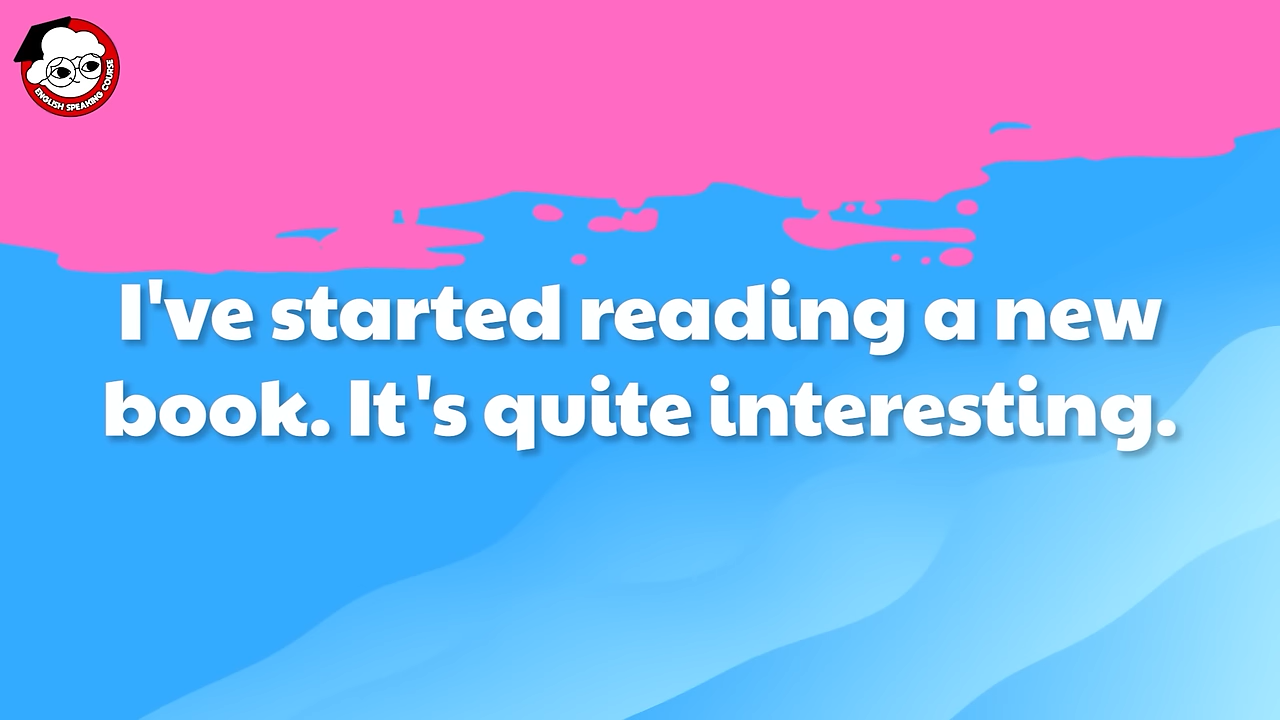 ENGLISH SPEAKING COURSE
I've started reading a new
book. It's quite interesting.